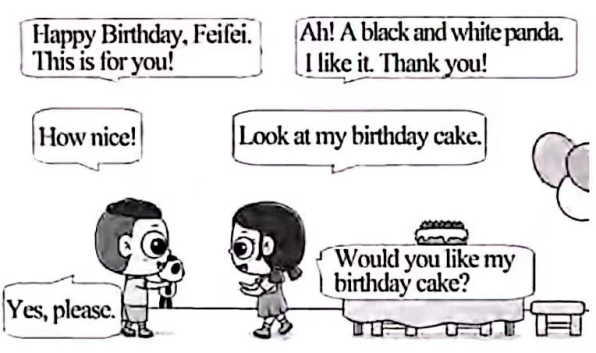 Happy Birthday, Feifei.
This is for you!
Ah! A black and white panda.
I like it. Thank you!
How nice!
Look at my birthday cake.
Would you like my
birthday cake?
Yes, please.